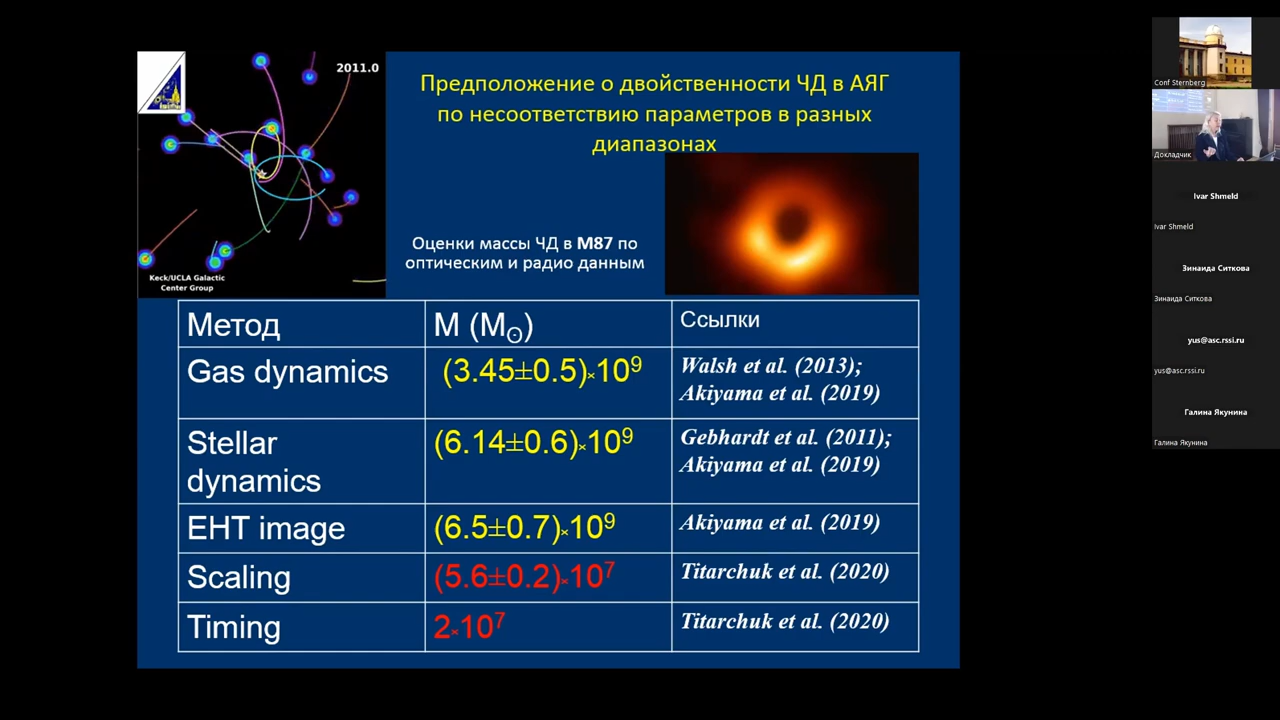 2011.0
Keck/UCLA Galactic
Center Group
Предположение о двойственности ЧД в АЯГ
по несоответствию параметров в разных
диапазонах
Оценки массы ЧД в M87 по
оптическим и радио данным
Метод
M (M⊙)
Ссылки
Gas dynamics
(3.45±0.5)×10⁹
Walsh et al. (2013);
Akiyama et al. (2019)
Stellar
dynamics
(6.14±0.6)×10⁹
Gebhardt et al. (2011);
Akiyama et al. (2019)
EHT image
(6.5±0.7)×10⁹
Akiyama et al. (2019)
Scaling
(5.6±0.2)×10⁷
Titarchuk et al. (2020)
Timing
2×10⁷
Titarchuk et al. (2020)
Conf Sternberg
Докладчик
Ivar Shmeld
Ivar Shmeld
Зинаида Ситкова
Зинаида Ситкова
yus@asc.rssi.ru
yus@asc.rssi.ru
Галина Якунина
Галина Якунина